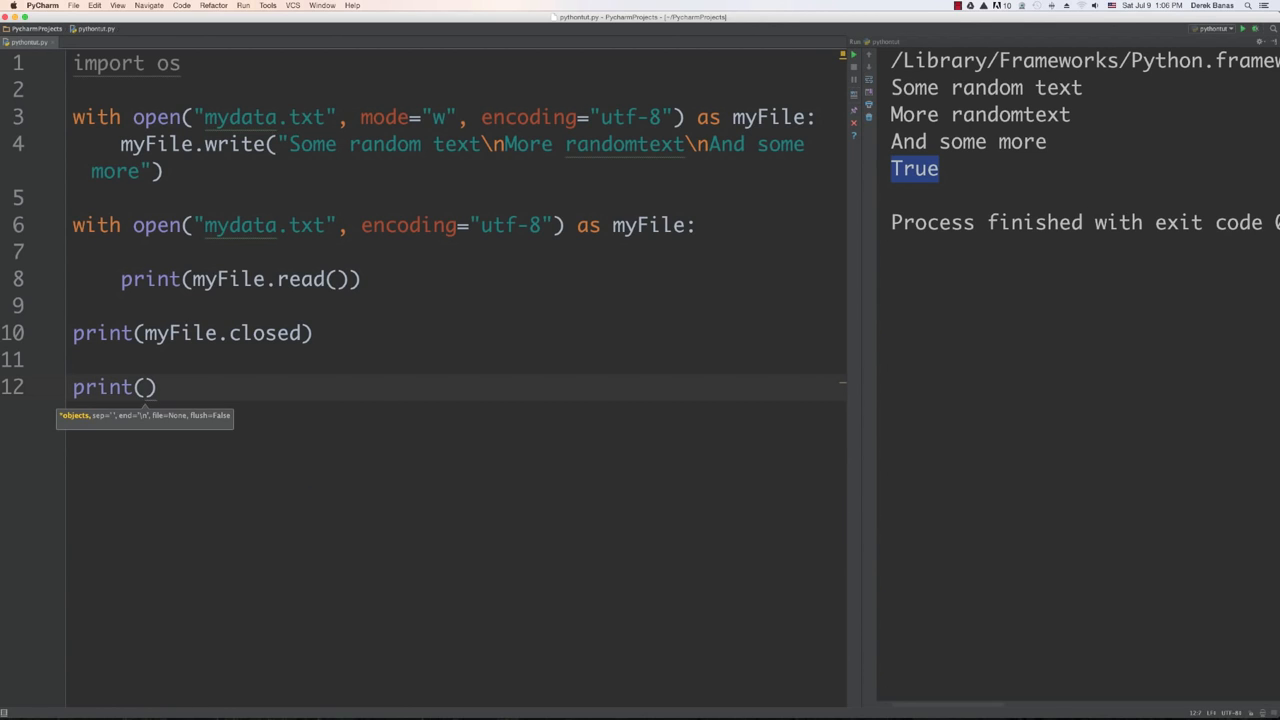 PyCharm File Edit View Navigate Code Refactor Run Tools VCS Window Help
10 Sat Jul 9 1:06 PM Derek Banas
pythontut.py - PycharmProjects - [~/PycharmProjects]
PycharmProjects pythontut.py pythontut
pythontut.py Run pythontut
1 import os
2
3 with open("mydata.txt", mode="w", encoding="utf-8") as myFile:
4 myFile.write("Some random text\nMore randomtext\nAnd some
more")
5
6 with open("mydata.txt", encoding="utf-8") as myFile:
7
8 print(myFile.read())
9
10 print(myFile.closed)
11
12 print()
*objects, sep=' ', end='\n', file=None, flush=False
/Library/Frameworks/Python.framew
Some random text
More randomtext
And some more
True
Process finished with exit code
12:7 LF UTF-8